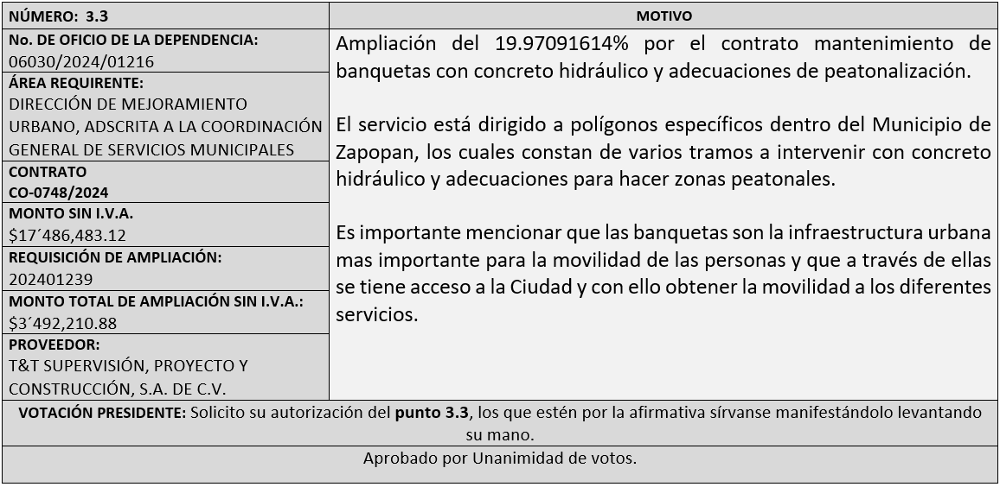 NÚMERO: 3.3
MOTIVO
No. DE OFICIO DE LA DEPENDENCIA:
06030/2024/01216
ÁREA REQUIRENTE:
DIRECCIÓN DE MEJORAMIENTO
URBANO, ADSCRITA A LA COORDINACIÓN
GENERAL DE SERVICIOS MUNICIPALES
CONTRATO
CO-0748/2024
MONTO SIN I.V.A.
$17´486,483.12
REQUISICIÓN DE AMPLIACIÓN:
202401239
MONTO TOTAL DE AMPLIACIÓN SIN I.V.A.:
$3´492,210.88
PROVEEDOR:
T&T SUPERVISIÓN, PROYECTO Y
CONSTRUCCIÓN, S.A. DE C.V.
Ampliación del 19.97091614% por el contrato mantenimiento de
banquetas con concreto hidráulico y adecuaciones de peatonalización.
El servicio está dirigido a polígonos específicos dentro del Municipio de
Zapopan, los cuales constan de varios tramos a intervenir con concreto
hidráulico y adecuaciones para hacer zonas peatonales.
Es importante mencionar que las banquetas son la infraestructura urbana
mas importante para la movilidad de las personas y que a través de ellas
se tiene acceso a la Ciudad y con ello obtener la movilidad a los diferentes
servicios.
VOTACIÓN PRESIDENTE: Solicito su autorización del punto 3.3, los que estén por la afirmativa sírvanse manifestándolo levantando
su mano.
Aprobado por Unanimidad de votos.